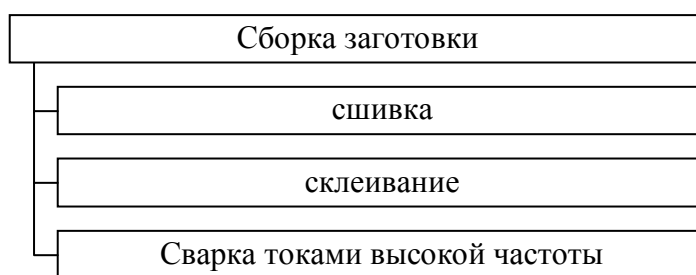 Сборка заготовки
сшивка
склеивание
Сварка токами высокой частоты